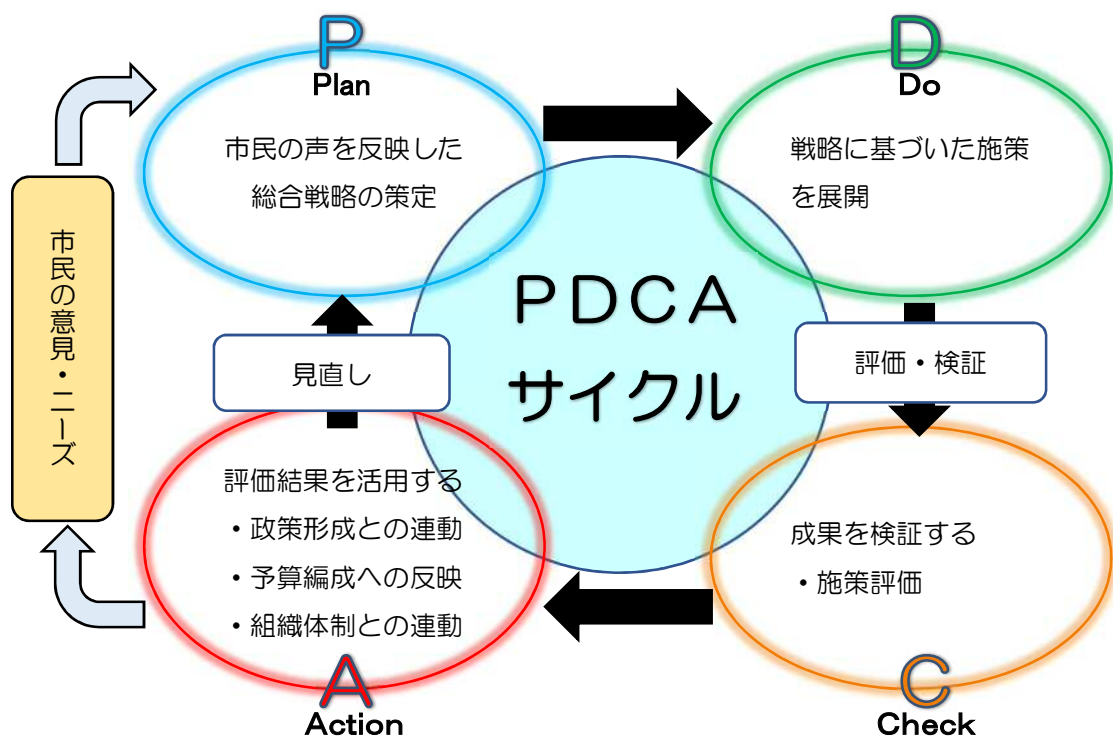 P
Plan
市民の声を反映した
総合戦略の策定
D
Do
戦略に基づいた施策
を展開
市民の意見・ニーズ
PDCA
サイクル
見直し
評価・検証
評価結果を活用する
・政策形成との連動
・予算編成への反映
・組織体制との連動
A
Action
成果を検証する
・施策評価
C
Check